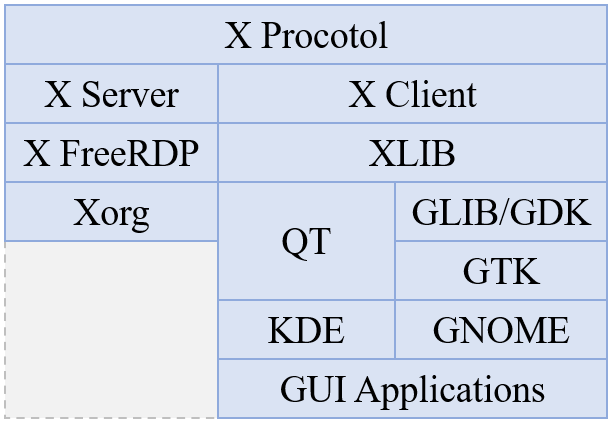 X Procotol
X Server
X Client
X FreeRDP
XLIB
Xorg
QT
GLIB/GDK
GTK
KDE
GNOME
GUI Applications